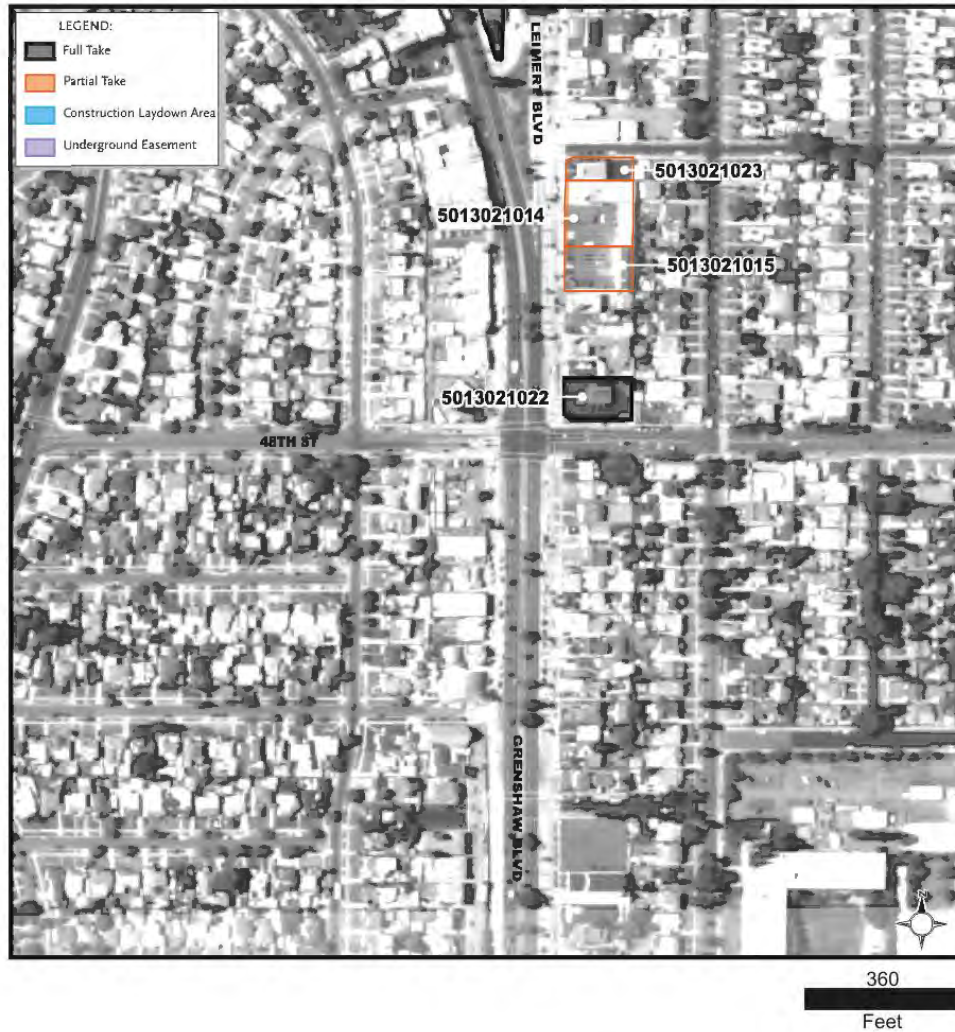 LEGEND:
Full Take
Partial Take
Construction Laydown Area
Underground Easement
LEIMERT BLVD
5013021023
5013021014
5013021015
5013021022
48TH ST
GRENSHAW BLVD
N
360
Feet